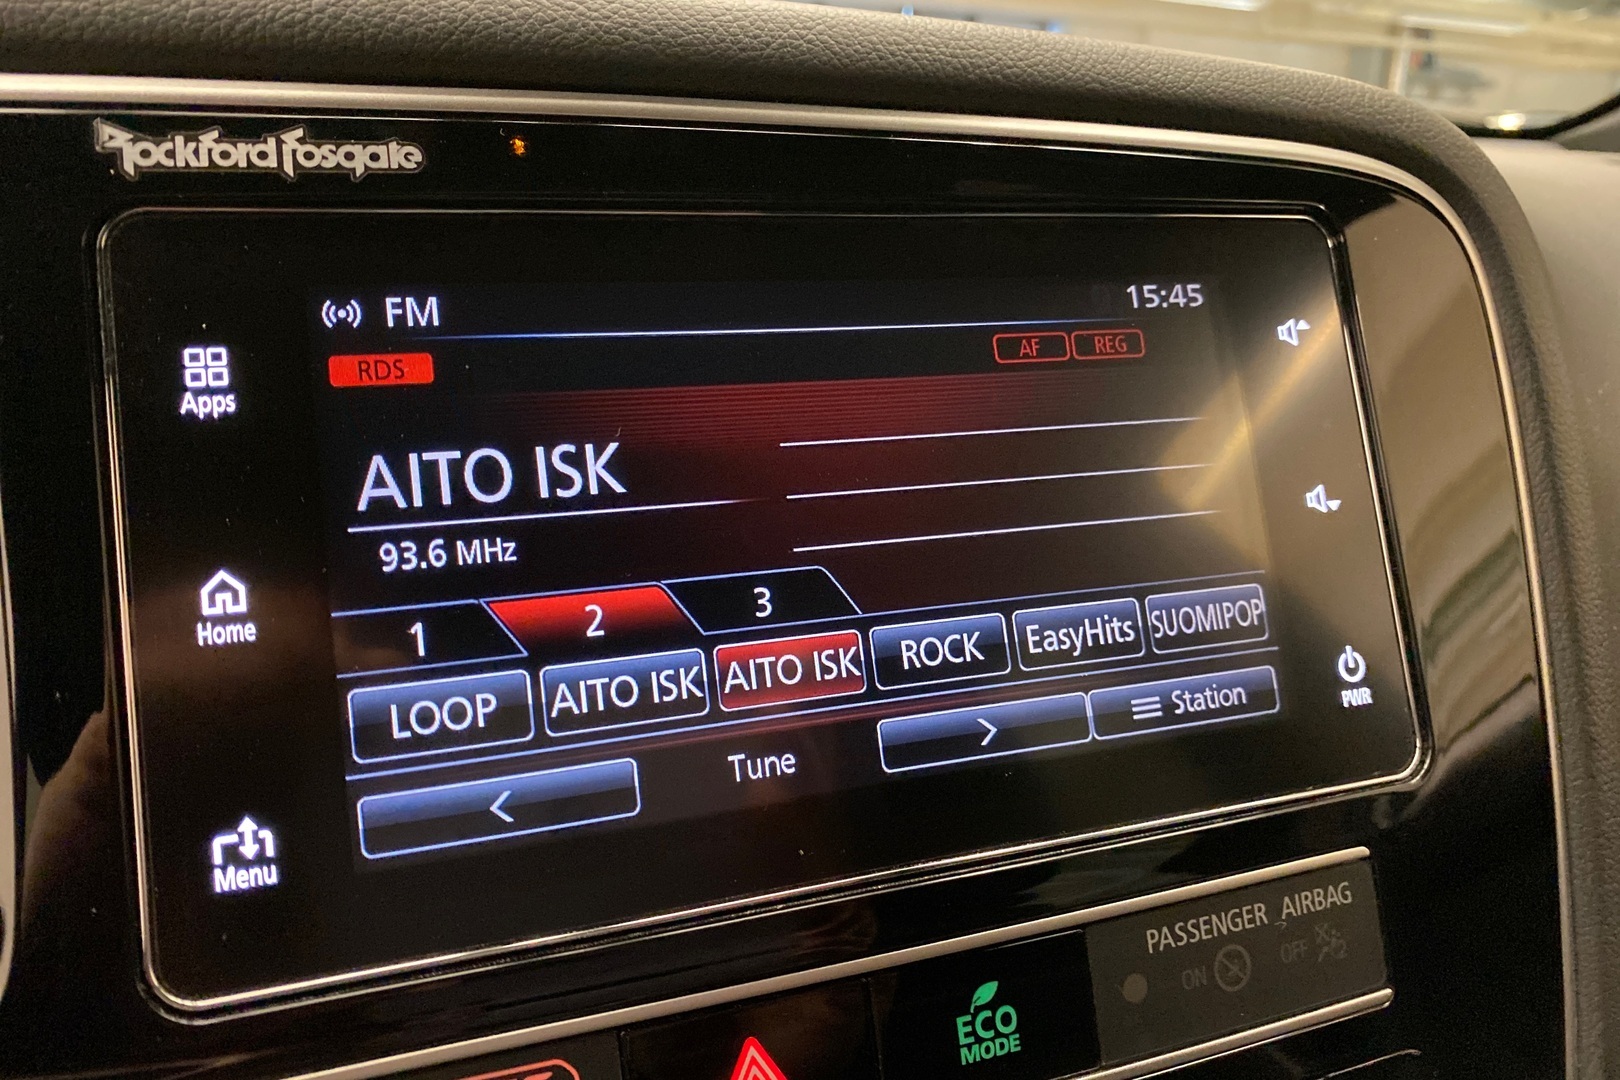 Rockford Fosgate
FM
15:45
RDS
AF REG
Apps
AITO ISK
93.6 MHz
Home
1 2 3
LOOP AITO ISK AITO ISK ROCK EasyHits SUOMIPOP
PWR
< Tune > Station
Menu
PASSENGER AIRBAG
ON OFF
ECO
MODE